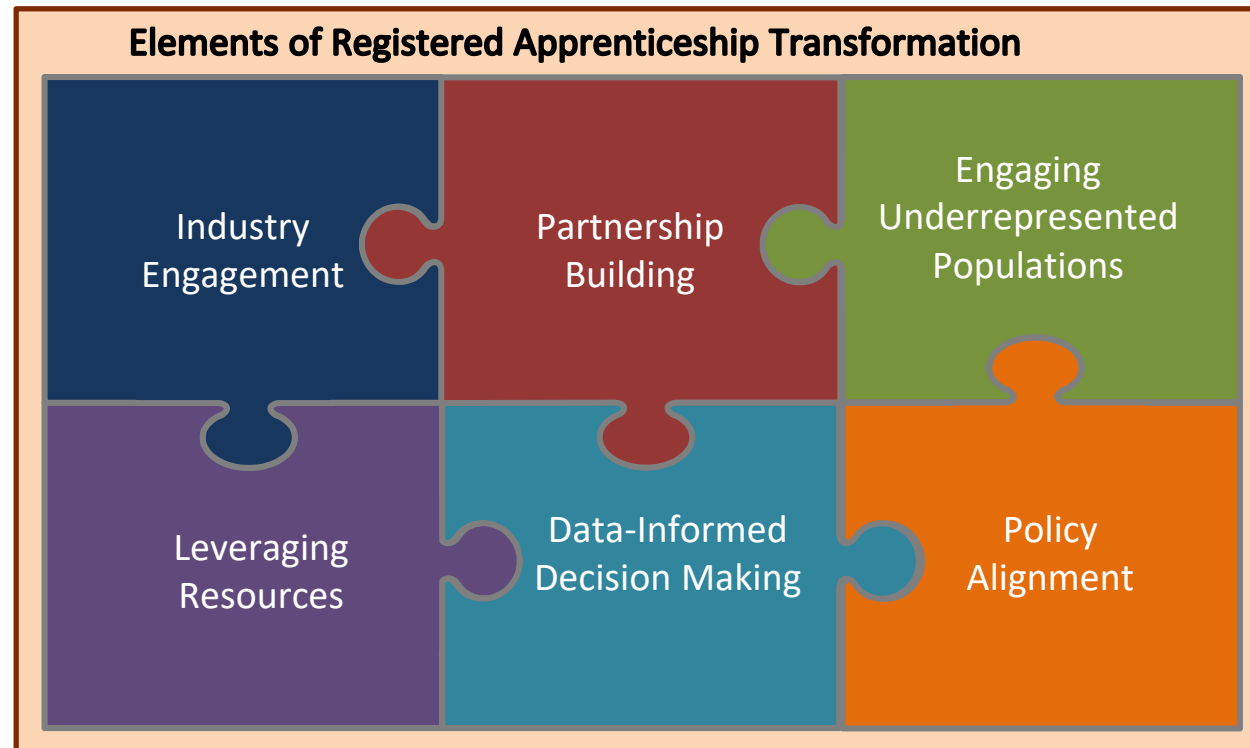 Elements of Registered Apprenticeship Transformation
Industry
Engagement
Partnership
Building
Engaging
Underrepresented
Populations
Leveraging
Resources
Data-Informed
Decision Making
Policy
Alignment